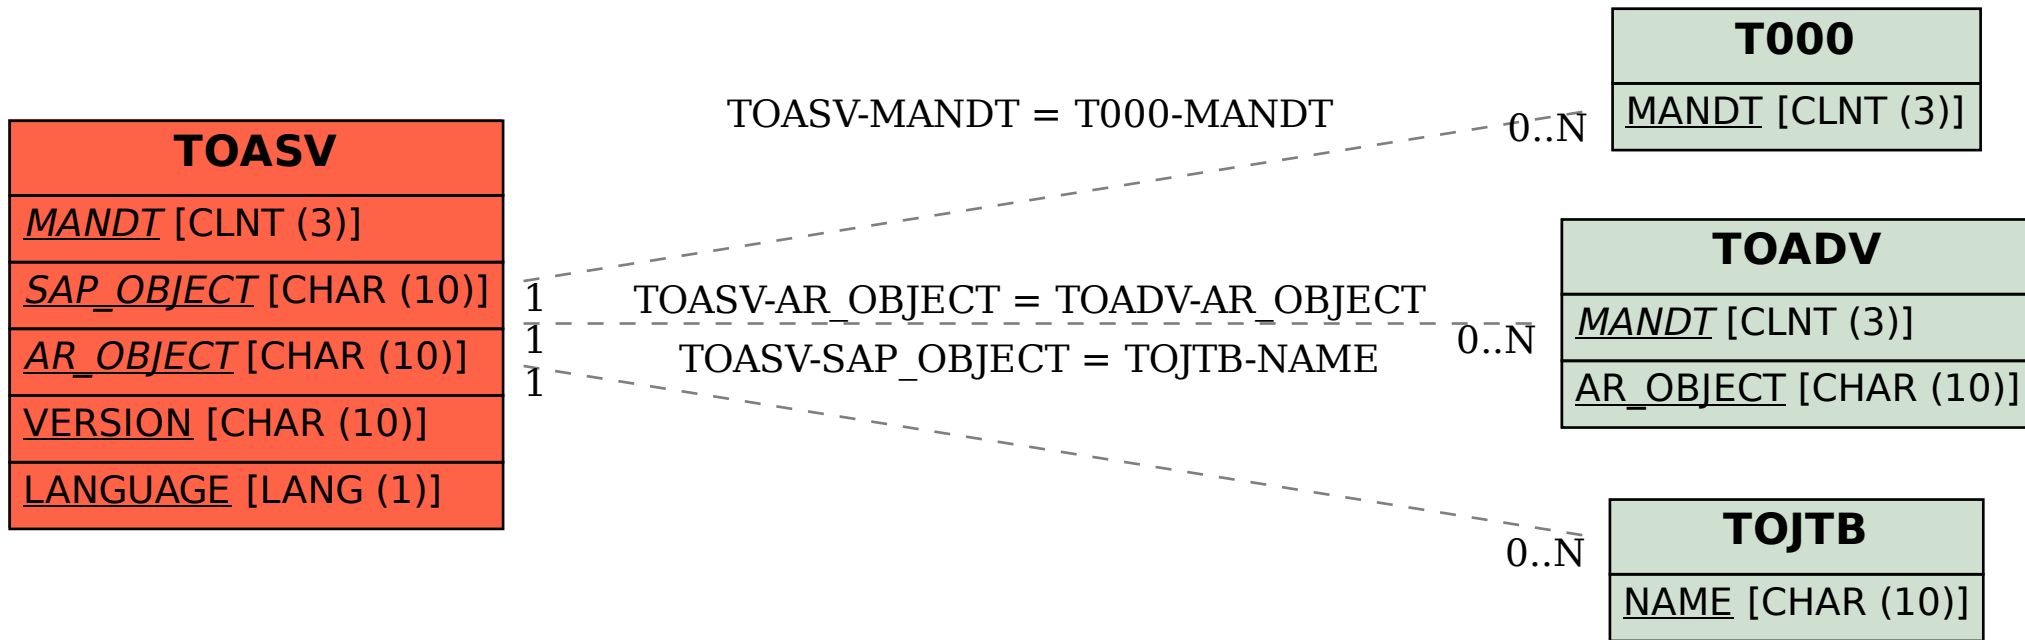 TOASV
MANDT [CLNT (3)]
SAP_OBJECT [CHAR (10)]
AR_OBJECT [CHAR (10)]
VERSION [CHAR (10)]
LANGUAGE [LANG (1)]
TOASV-MANDT = T000-MANDT
1
0..N
TOASV-AR_OBJECT = TOADV-AR_OBJECT
1
0..N
TOASV-SAP_OBJECT = TOJTB-NAME
1
0..N
T000
MANDT [CLNT (3)]
TOADV
MANDT [CLNT (3)]
AR_OBJECT [CHAR (10)]
TOJTB
NAME [CHAR (10)]